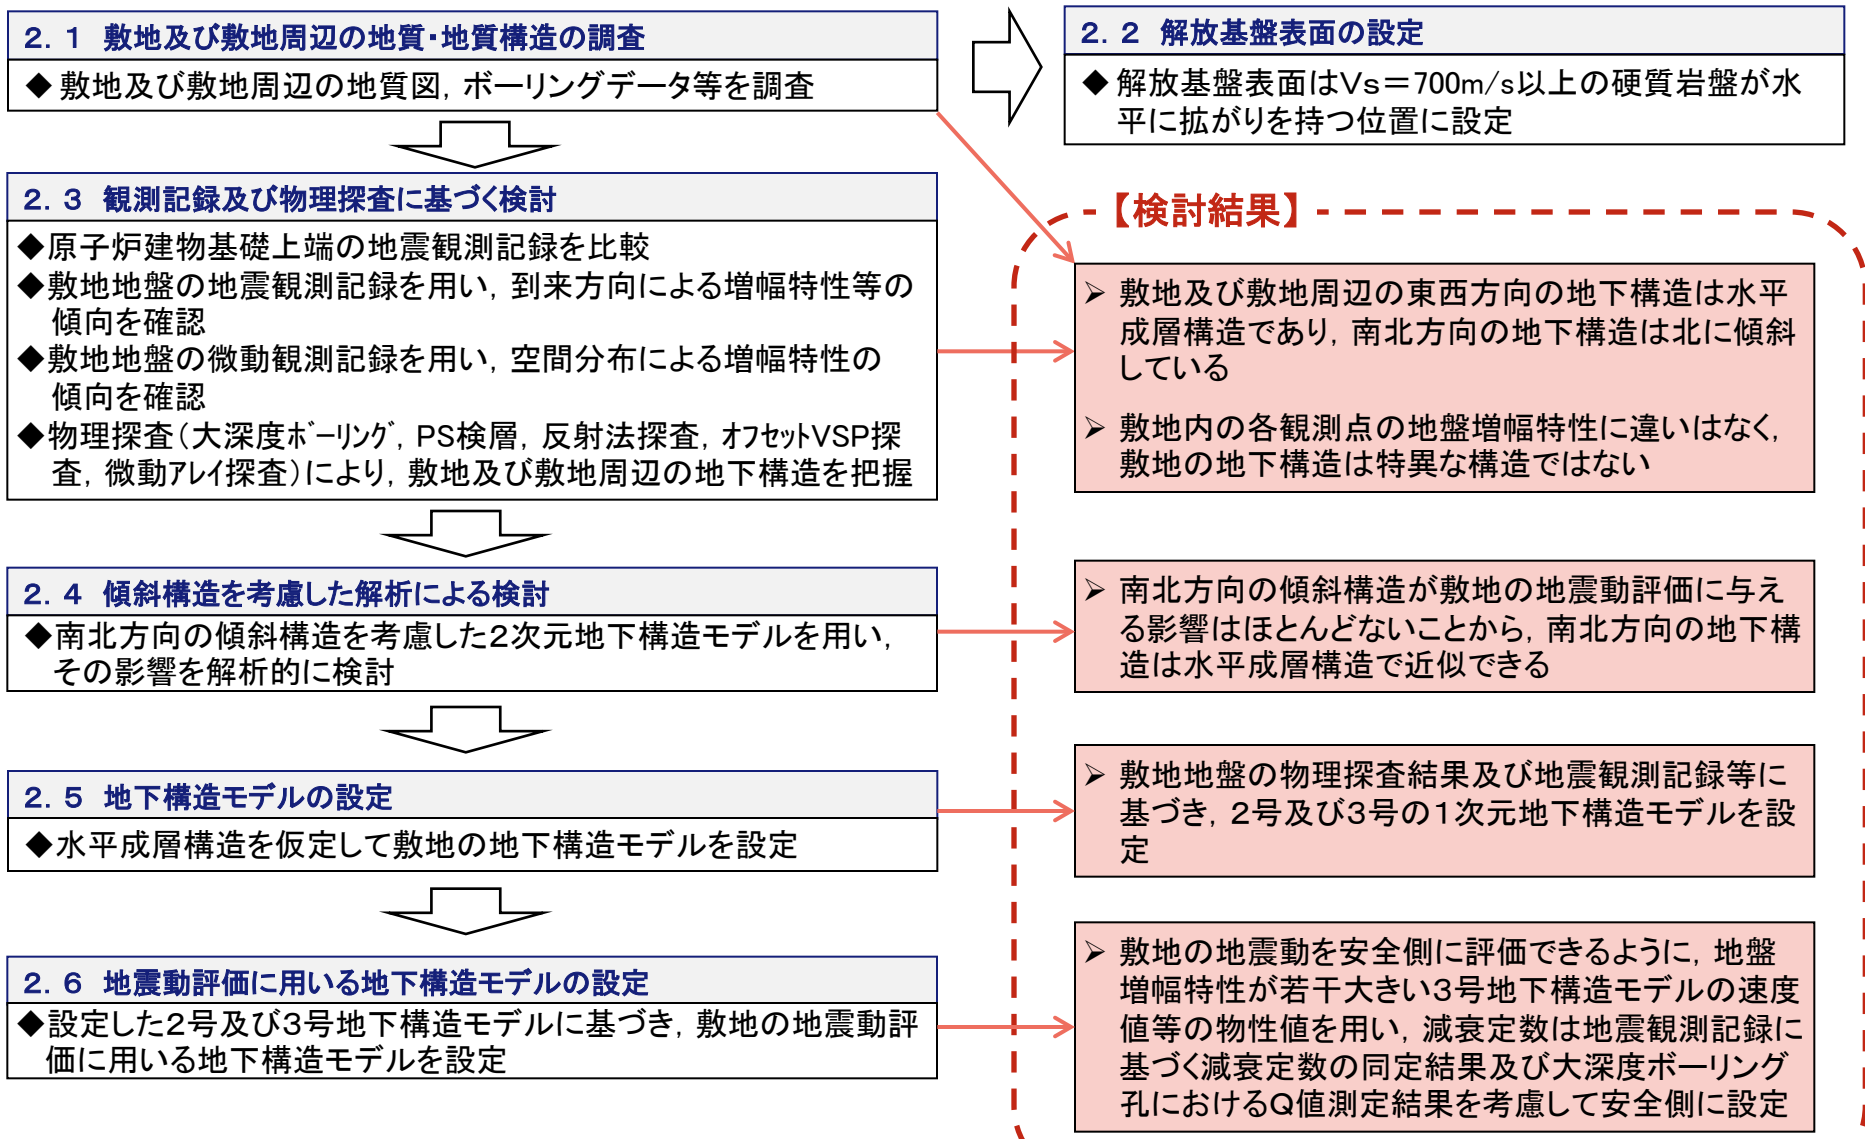 2．1　敷地及び敷地周辺の地質・地質構造の調査
◆敷地及び敷地周辺の地質図，ボーリングデータ等を調査
2．2　解放基盤表面の設定
◆解放基盤表面はVs＝700m/s以上の硬質岩盤が水
平に拡がりを持つ位置に設定
2．3　観測記録及び物理探査に基づく検討
◆原子炉建物基礎上端の地震観測記録を比較
◆敷地地盤の地震観測記録を用い，到来方向による増幅特性等の
傾向を確認
◆敷地地盤の微動観測記録を用い，空間分布による増幅特性の
傾向を確認
◆物理探査（大深度ﾎﾞｰﾘﾝｸﾞ，PS検層，反射法探査，ｵﾌｾｯﾄVSP探
査，微動ｱﾚｲ探査）により，敷地及び敷地周辺の地下構造を把握
2．4　傾斜構造を考慮した解析による検討
◆南北方向の傾斜構造を考慮した2次元地下構造モデルを用い，
その影響を解析的に検討
2．5　地下構造モデルの設定
◆水平成層構造を仮定して敷地の地下構造モデルを設定
2．6　地震動評価に用いる地下構造モデルの設定
◆設定した2号及び3号地下構造モデルに基づき，敷地の地震動評
価に用いる地下構造モデルを設定
【検討結果】
➢ 敷地及び敷地周辺の東西方向の地下構造は水平
成層構造であり，南北方向の地下構造は北に傾斜
している
➢ 敷地内の各観測点の地盤増幅特性に違いはなく，
敷地の地下構造は特異な構造ではない
➢ 南北方向の傾斜構造が敷地の地震動評価に与え
る影響はほとんどないことから，南北方向の地下構
造は水平成層構造で近似できる
➢ 敷地地盤の物理探査結果及び地震観測記録等に
基づき，2号及び3号の1次元地下構造モデルを設
定
➢ 敷地の地震動を安全側に評価できるように，地盤
増幅特性が若干大きい3号地下構造モデルの速度
値等の物性値を用い，減衰定数は地震観測記録に
基づく減衰定数の同定結果及び大深度ボーリング
孔におけるQ値測定結果を考慮して安全側に設定